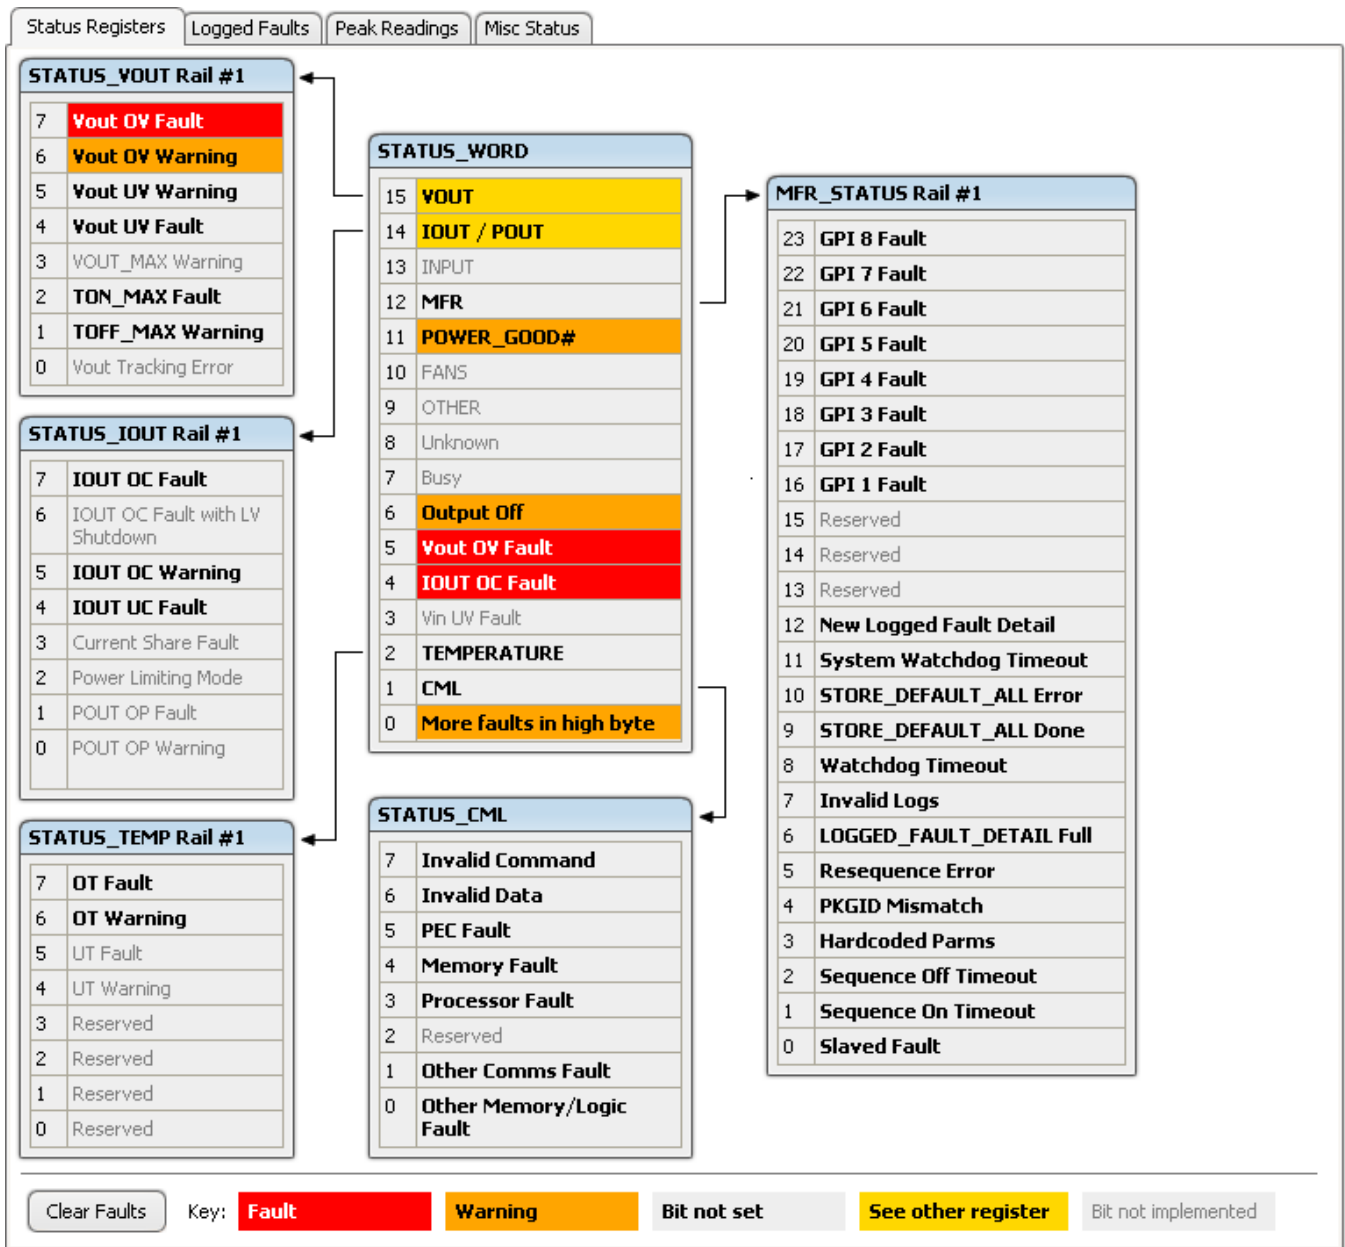 Status Registers
Logged Faults
Peak Readings
Misc Status
STATUS_VOUT Rail #1
7 Vout OV Fault
6 Vout OV Warning
5 Vout UV Warning
4 Vout UV Fault
3 VOUT_MAX Warning
2 TON_MAX Fault
1 TOFF_MAX Warning
0 Vout Tracking Error
STATUS_IOUT Rail #1
7 IOUT OC Fault
6 IOUT OC Fault with LV
Shutdown
5 IOUT OC Warning
4 IOUT UC Fault
3 Current Share Fault
2 Power Limiting Mode
1 POUT OP Fault
0 POUT OP Warning
STATUS_TEMP Rail #1
7 OT Fault
6 OT Warning
5 UT Fault
4 UT Warning
3 Reserved
2 Reserved
1 Reserved
0 Reserved
STATUS_WORD
15 VOUT
14 IOUT / POUT
13 INPUT
12 MFR
11 POWER_GOOD#
10 FANS
9 OTHER
8 Unknown
7 Busy
6 Output Off
5 Vout OV Fault
4 IOUT OC Fault
3 Vin UV Fault
2 TEMPERATURE
1 CML
0 More faults in high byte
STATUS_CML
7 Invalid Command
6 Invalid Data
5 PEC Fault
4 Memory Fault
3 Processor Fault
2 Reserved
1 Other Comms Fault
0 Other Memory/Logic
Fault
MFR_STATUS Rail #1
23 GPI 8 Fault
22 GPI 7 Fault
21 GPI 6 Fault
20 GPI 5 Fault
19 GPI 4 Fault
18 GPI 3 Fault
17 GPI 2 Fault
16 GPI 1 Fault
15 Reserved
14 Reserved
13 Reserved
12 New Logged Fault Detail
11 System Watchdog Timeout
10 STORE_DEFAULT_ALL Error
9 STORE_DEFAULT_ALL Done
8 Watchdog Timeout
7 Invalid Logs
6 LOGGED_FAULT_DETAIL Full
5 Resequence Error
4 PKGID Mismatch
3 Hardcoded Parms
2 Sequence Off Timeout
1 Sequence On Timeout
0 Slaved Fault
Clear Faults
Key:
Fault
Warning
Bit not set
See other register
Bit not implemented